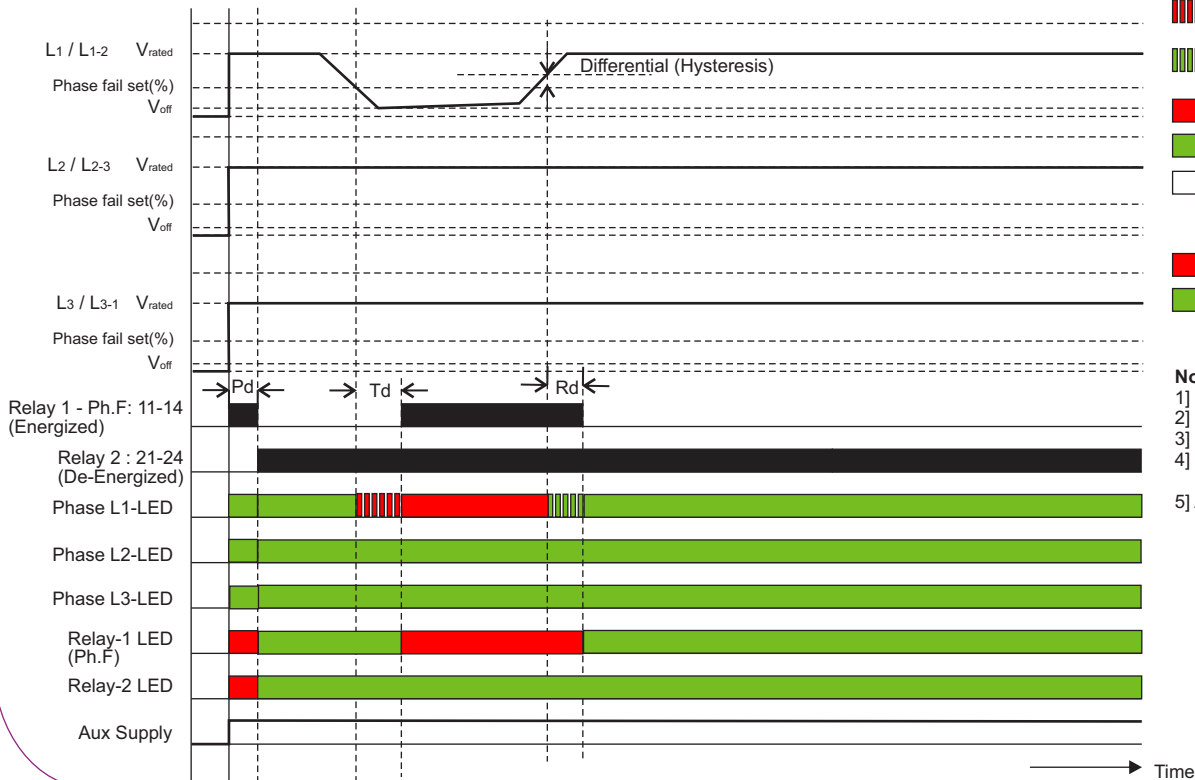 L1 / L1-2 Vrated
Differential (Hysteresis)
Phase fail set(%)
Voff
L2 / L2-3 Vrated
Phase fail set(%)
Voff
L3 / L3-1 Vrated
Phase fail set(%)
Voff
Pd
Td
Rd
Relay 1 - Ph.F: 11-14
(Energized)
Relay 2 : 21-24
(De-Energized)
Phase L1-LED
Phase L2-LED
Phase L3-LED
Relay-1 LED
(Ph.F)
Relay-2 LED
Aux Supply
Time
No
1]
2]
3]
4]
5]